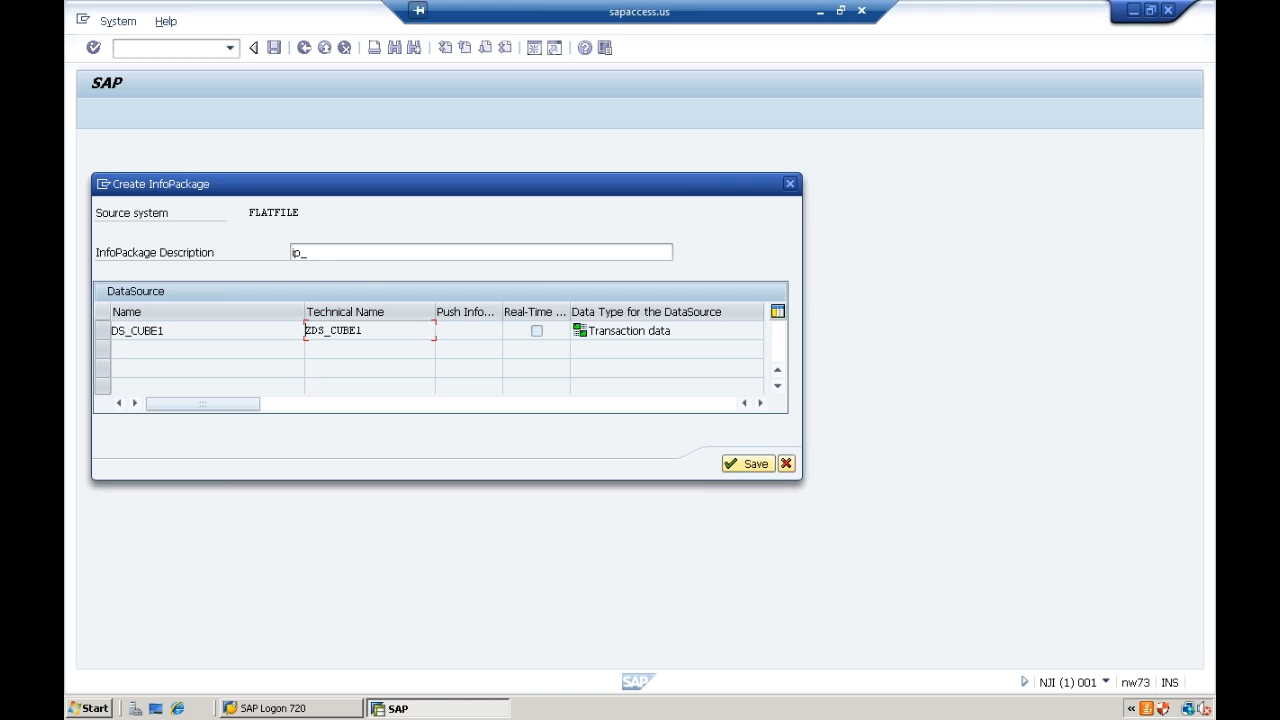 sapaccess.us
System Help
SAP
Create InfoPackage
Source system FLATFILE
InfoPackage Description ip_
DataSource
Name Technical Name Push Info... Real-Time ... Data Type for the DataSource
DS_CUBE1 ZDS_CUBE1 Transaction data
Save
SAP
NJI (1) 001 nw73 INS
Start SAP Logon 720 SAP «